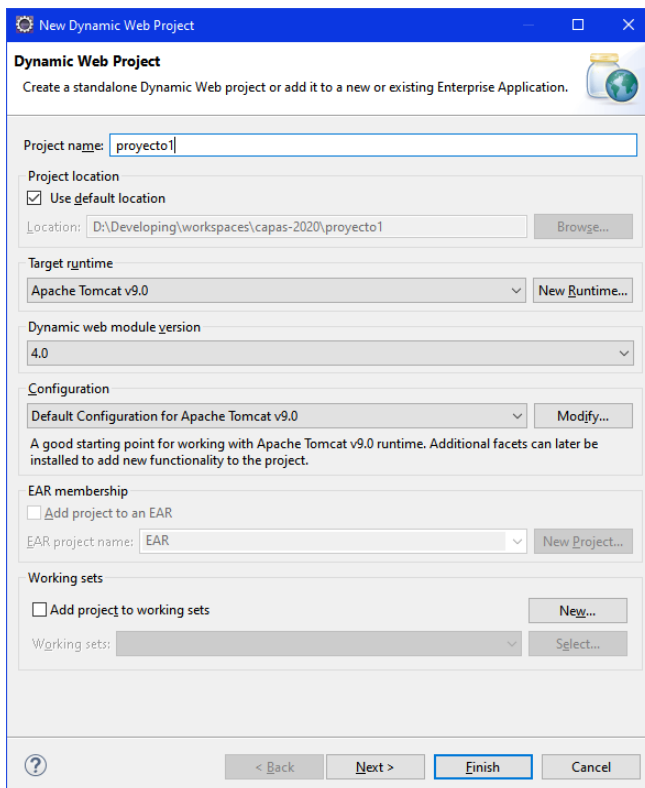 New Dynamic Web Project
Dynamic Web Project
Create a standalone Dynamic Web project or add it to a new or existing Enterprise Application.
Project name: proyecto1
Project location
Use default location
Location: D:\Developing\workspaces\capas-2020\proyecto1 Browse...
Target runtime
Apache Tomcat v9.0 New Runtime...
Dynamic web module version
4.0
Configuration
Default Configuration for Apache Tomcat v9.0 Modify...
A good starting point for working with Apache Tomcat v9.0 runtime. Additional facets can later be
installed to add new functionality to the project.
EAR membership
Add project to an EAR
EAR project name: EAR New Project...
Working sets
Add project to working sets New...
Working sets: Select...
? < Back Next > Finish Cancel